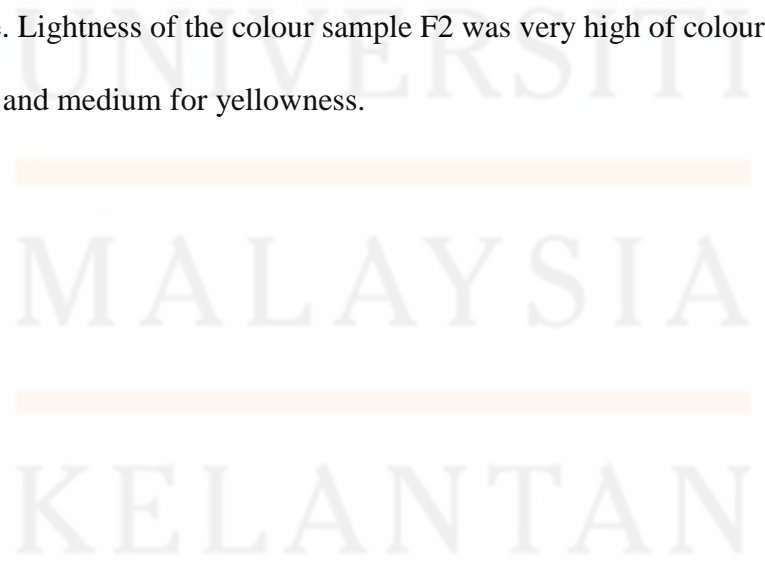 . Lightness of the colour sample F2 was very high of colour
and medium for yellowness.
UNIVERSITI
MALAYSIA
KELANTAN